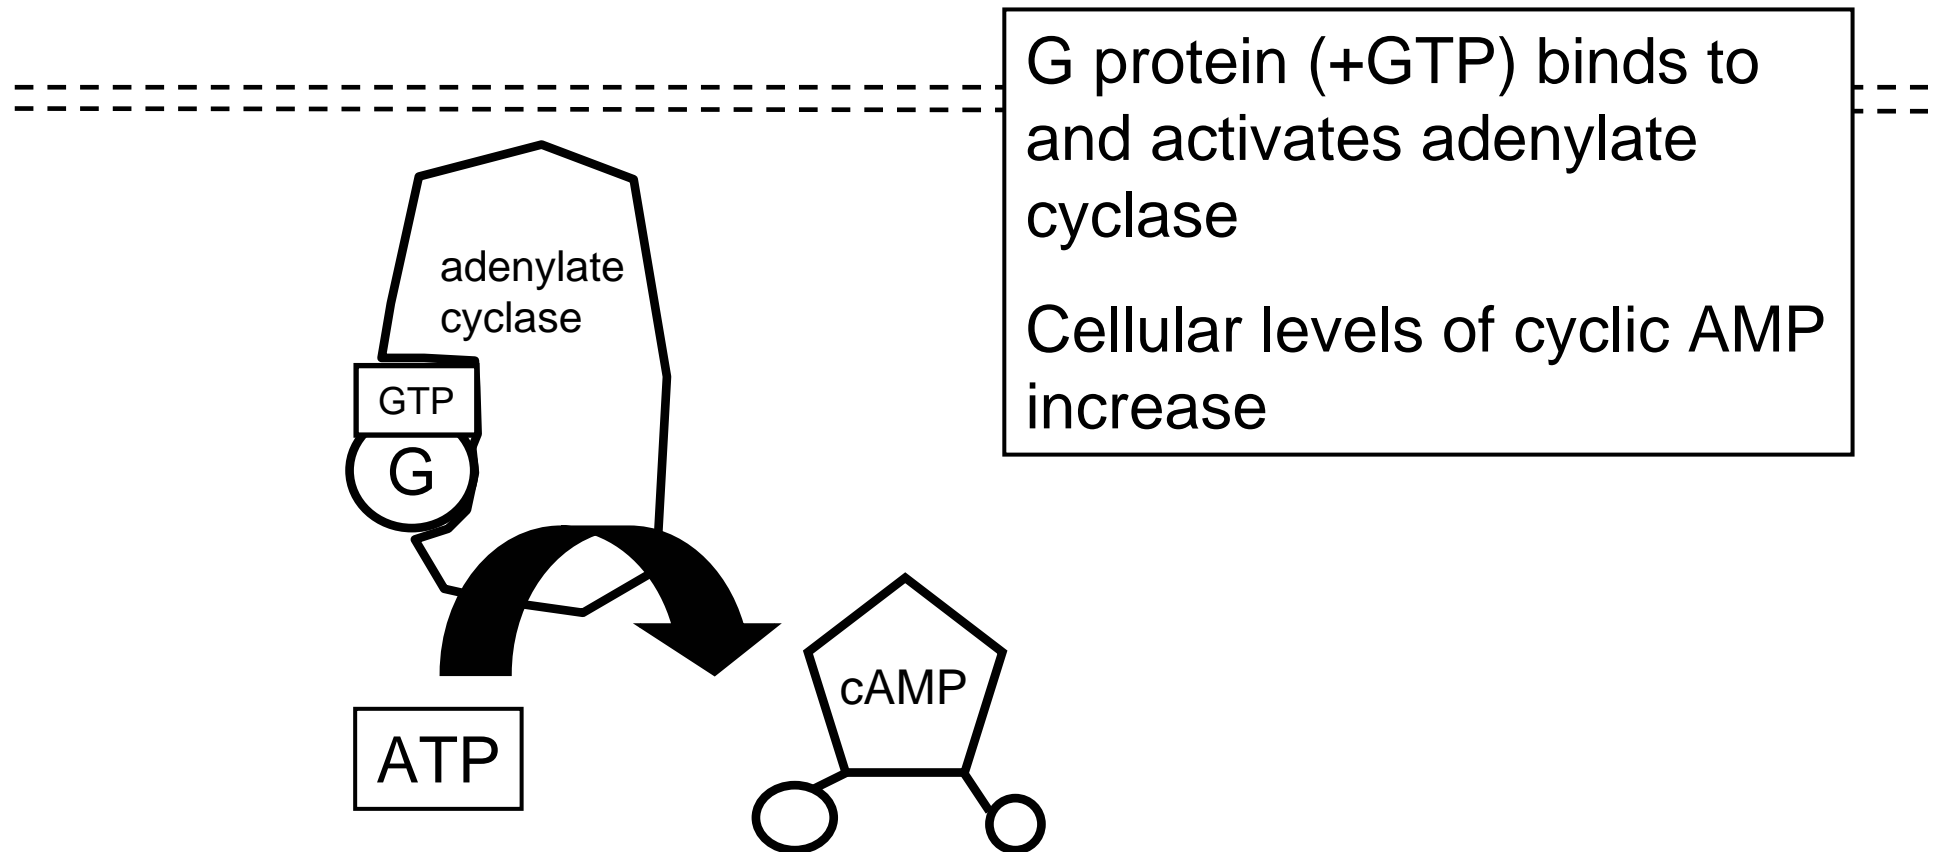 G protein (+GTP) binds to
and activates adenylate
cyclase
Cellular levels of cyclic AMP
increase
adenylate
cyclase
GTP
G
cAMP
ATP